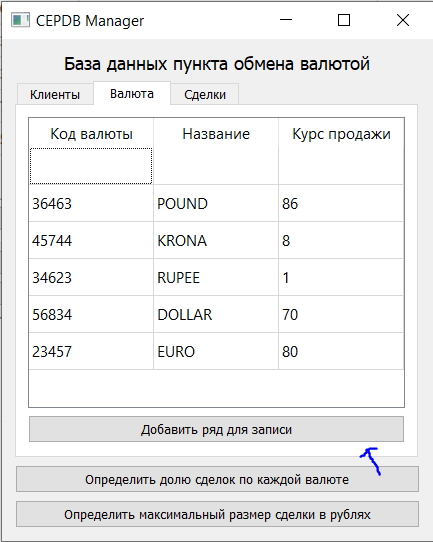 CEPDB Manager
База данных пункта обмена валютой
Клиенты Валюта Сделки
Код валюты Название Курс продажи
36463 POUND 86
45744 KRONA 8
34623 RUPEE 1
56834 DOLLAR 70
23457 EURO 80
Добавить ряд для записи
Определить долю сделок по каждой валюте
Определить максимальный размер сделки в рублях